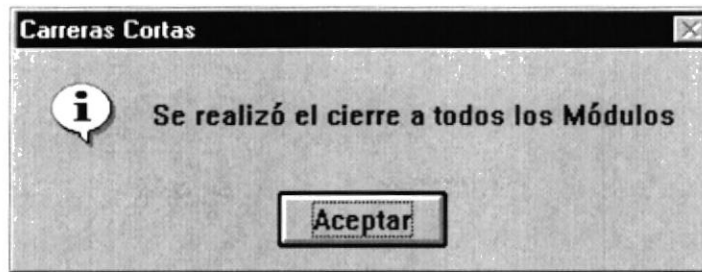 Carreras Cortas
Se realizó el cierre a todos los Módulos
Aceptar